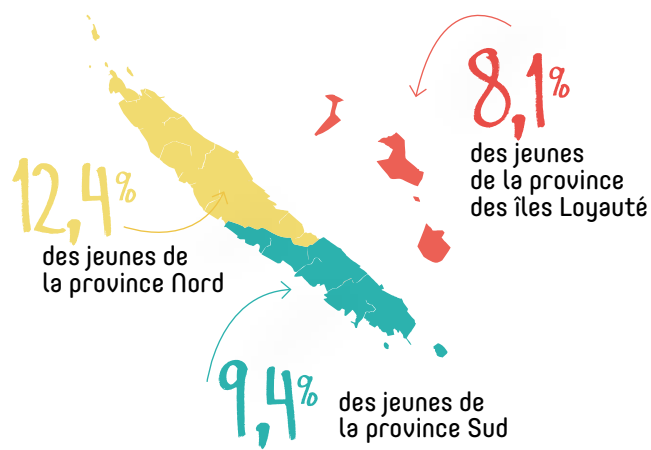 8,1%
des jeunes
de la province
des îles Loyauté
12,4%
des jeunes de
la province Nord
9,4%
des jeunes de
la province Sud